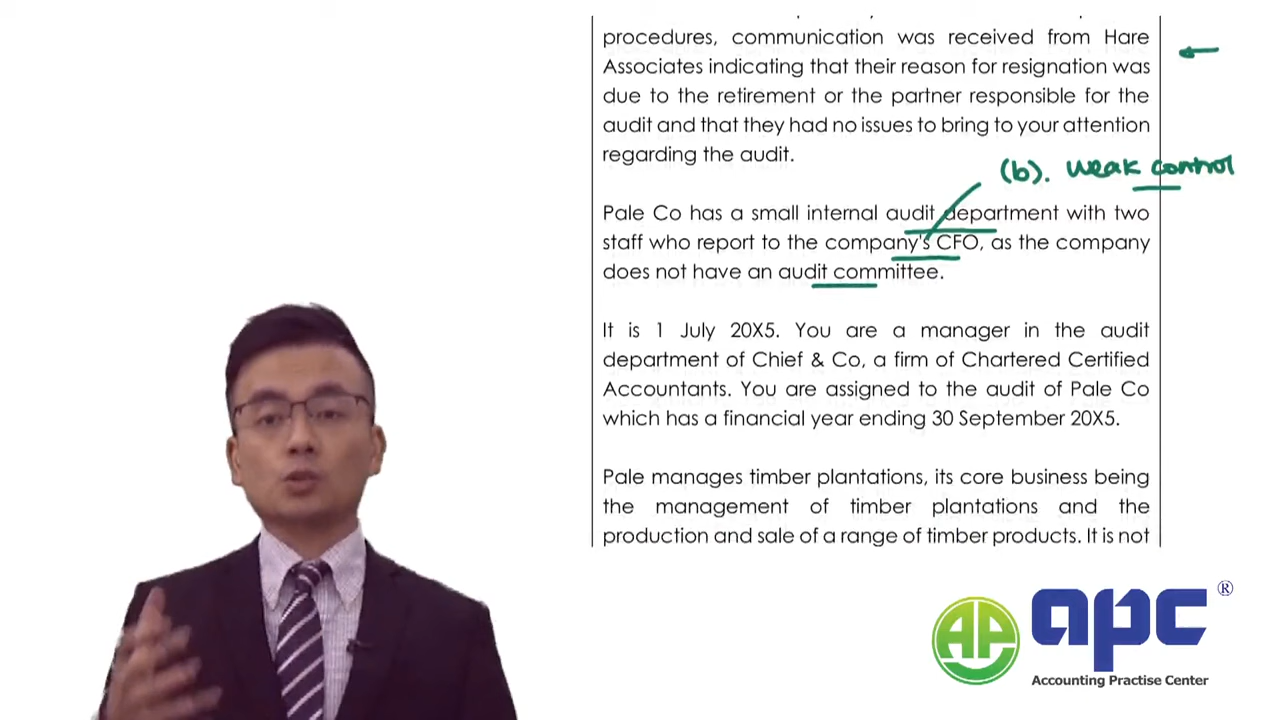 procedures, communication was received from Hare
Associates indicating that their reason for resignation was
due to the retirement or the partner responsible for the
audit and that they had no issues to bring to your attention
regarding the audit.
(b). weak control
Pale Co has a small internal audit department with two
staff who report to the company's CFO, as the company
does not have an audit committee.
It is 1 July 20X5. You are a manager in the audit
department of Chief & Co, a firm of Chartered Certified
Accountants. You are assigned to the audit of Pale Co
which has a financial year ending 30 September 20X5.
Pale manages timber plantations, its core business being
the management of timber plantations and the
production and sale of a range of timber products. It is not
AP
apc®
Accounting Practise Center